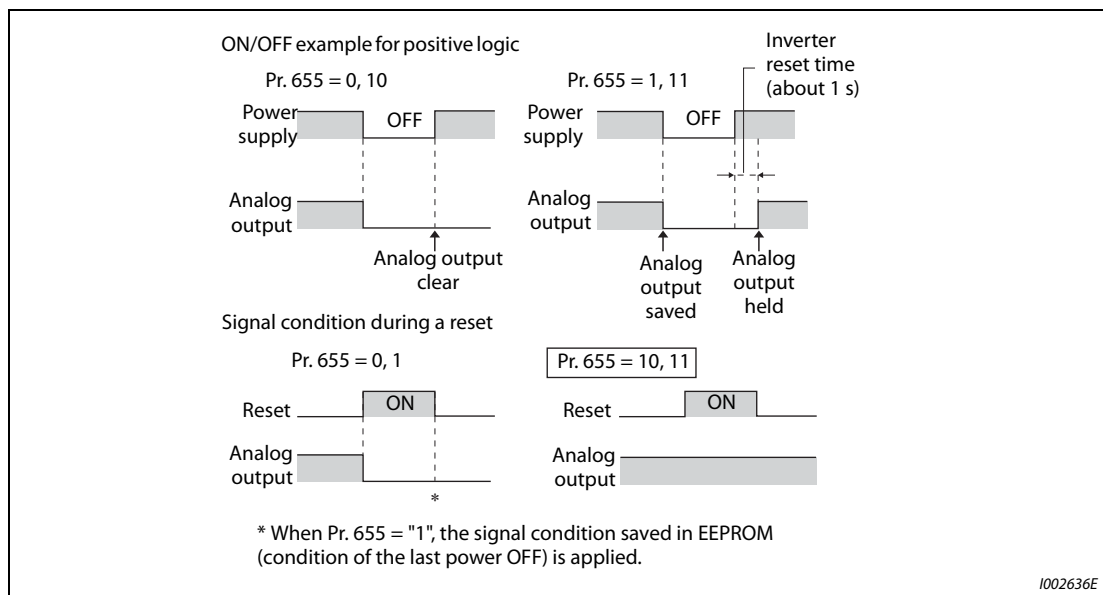 ON/OFF example for positive logic
Inverter
reset time
(about 1 s)
Pr. 655 = 0, 10
Pr. 655 = 1, 11
Power
supply
OFF
Power
supply
OFF
Analog
output
Analog
output
Analog output
clear
Analog
output
saved
Analog
output
held
Signal condition during a reset
Pr. 655 = 0, 1
Pr. 655 = 10, 11
Reset
ON
Reset
ON
Analog
output
Analog
output
*
* When Pr. 655 = "1", the signal condition saved in EEPROM
(condition of the last power OFF) is applied.
I002636E